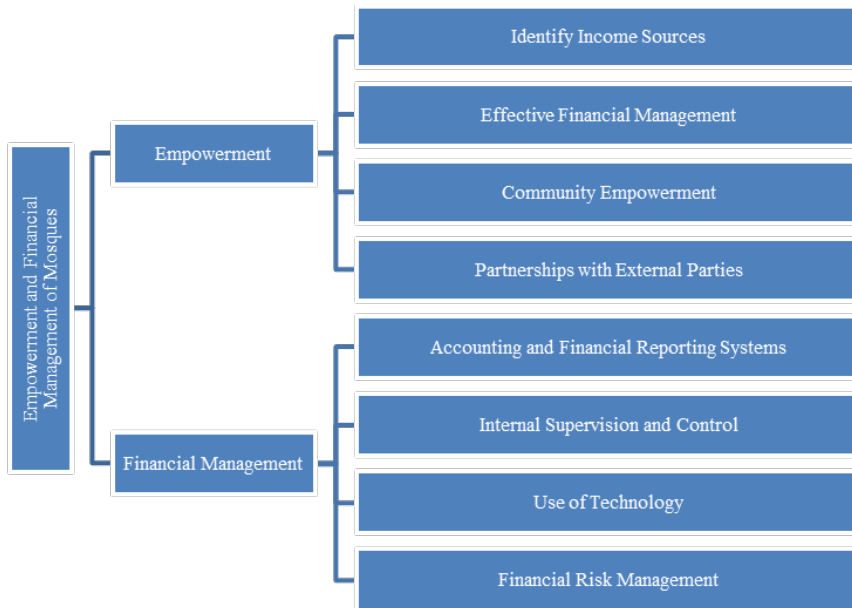 Empowerment and Financial
Management of Mosques
Empowerment
Identify Income Sources
Effective Financial Management
Community Empowerment
Partnerships with External Parties
Financial Management
Accounting and Financial Reporting Systems
Internal Supervision and Control
Use of Technology
Financial Risk Management